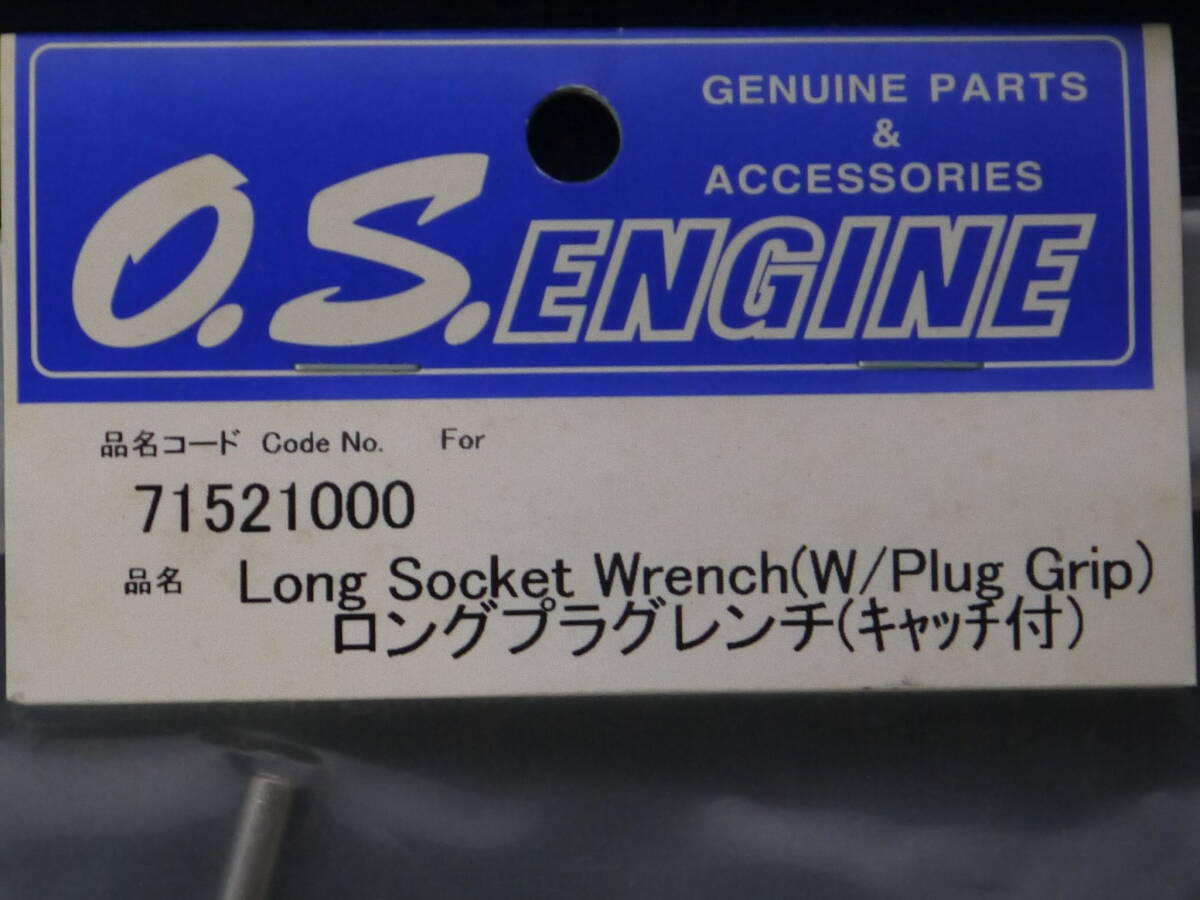 GENUINE PARTS
&
ACCESSORIES
O.S.ENGINE
品名コード Code No. For
71521000
品名 Long Socket Wrench(W/Plug Grip)
ロングプラグレンチ(キャッチ付)